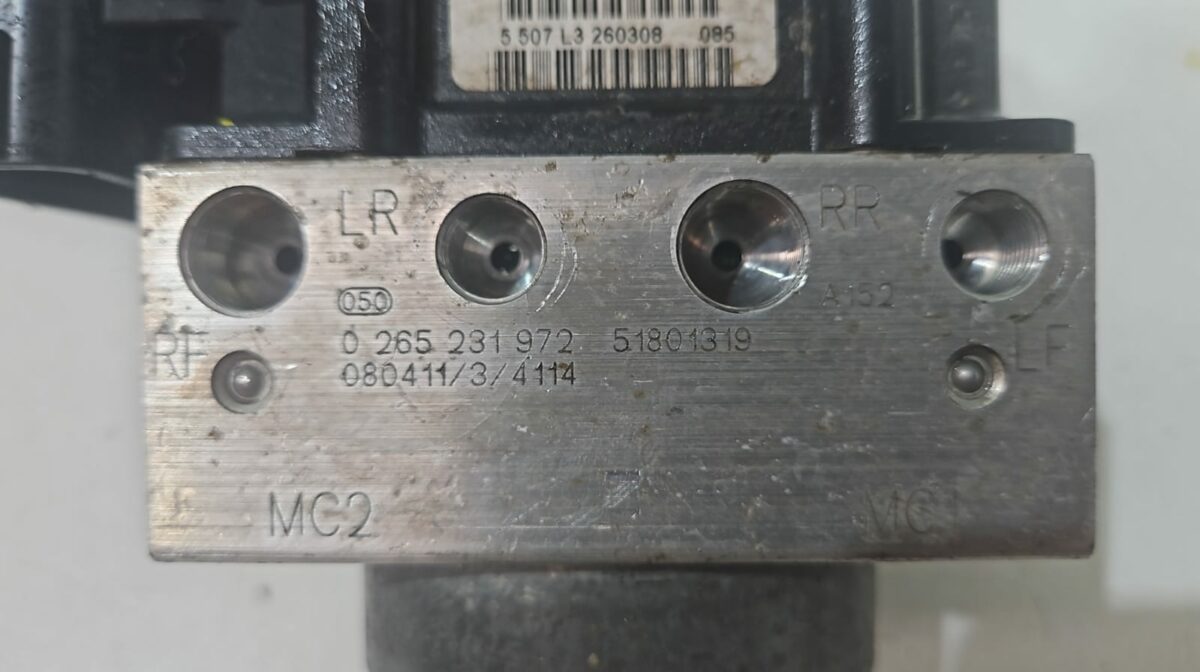 5 507 L3 260308 085
LR RR
050 A152
RF 0 265 231 972 51801319 LF
080411/3/4114
MC2 MC1